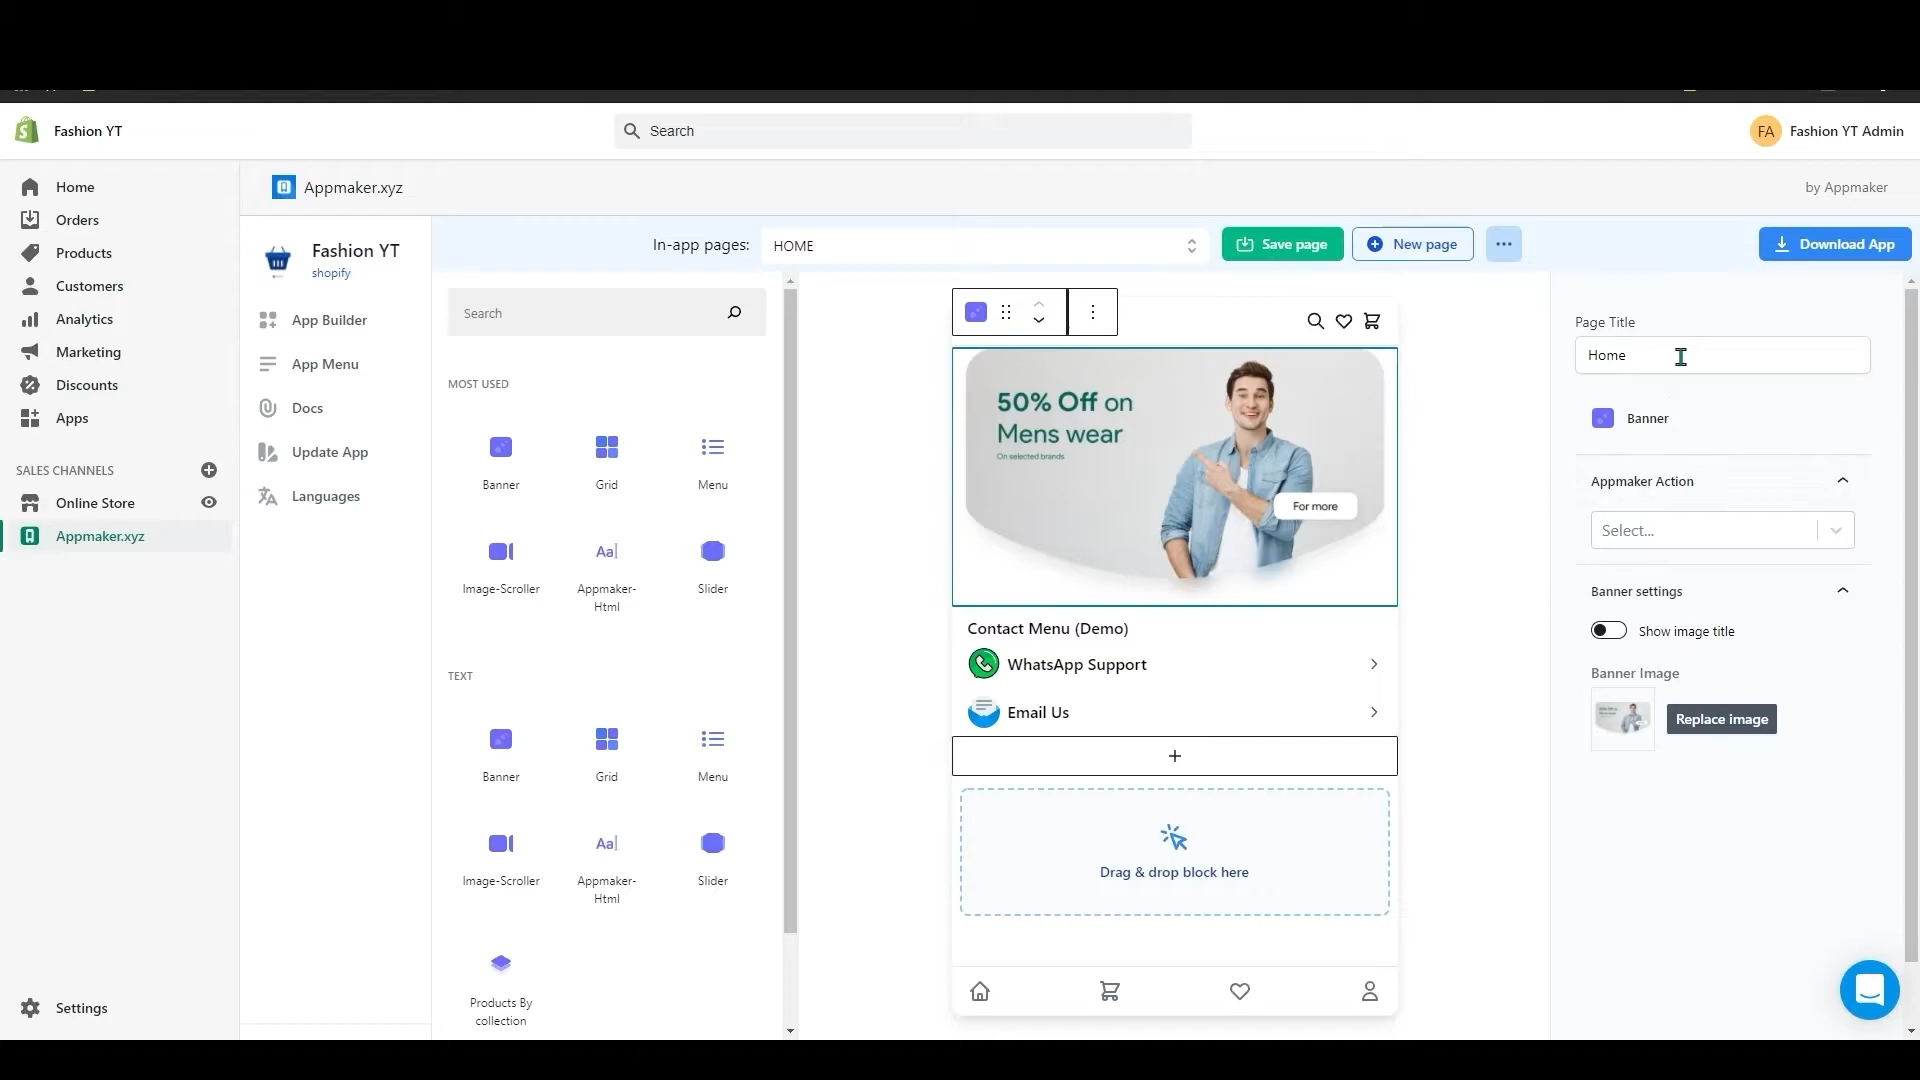 Fashion YT
Search
FA
Fashion YT Admin
Home
Orders
Products
Customers
Analytics
Marketing
Discounts
Apps
SALES CHANNELS
Online Store
Appmaker.xyz
Settings
Appmaker.xyz
by Appmaker
Fashion YT
shopify
App Builder
App Menu
Docs
Update App
Languages
In-app pages:
HOME
Save page
New page
Download App
Search
MOST USED
Banner
Grid
Menu
Image-Scroller
Appmaker-
Html
Slider
TEXT
Banner
Grid
Menu
Image-Scroller
Appmaker-
Html
Slider
Products By
collection
50% Off on
Mens wear
On selected brands
For more
Contact Menu (Demo)
WhatsApp Support
Email Us
Drag & drop block here
Page Title
Home
Banner
Appmaker Action
Select...
Banner settings
Show image title
Banner Image
Replace image